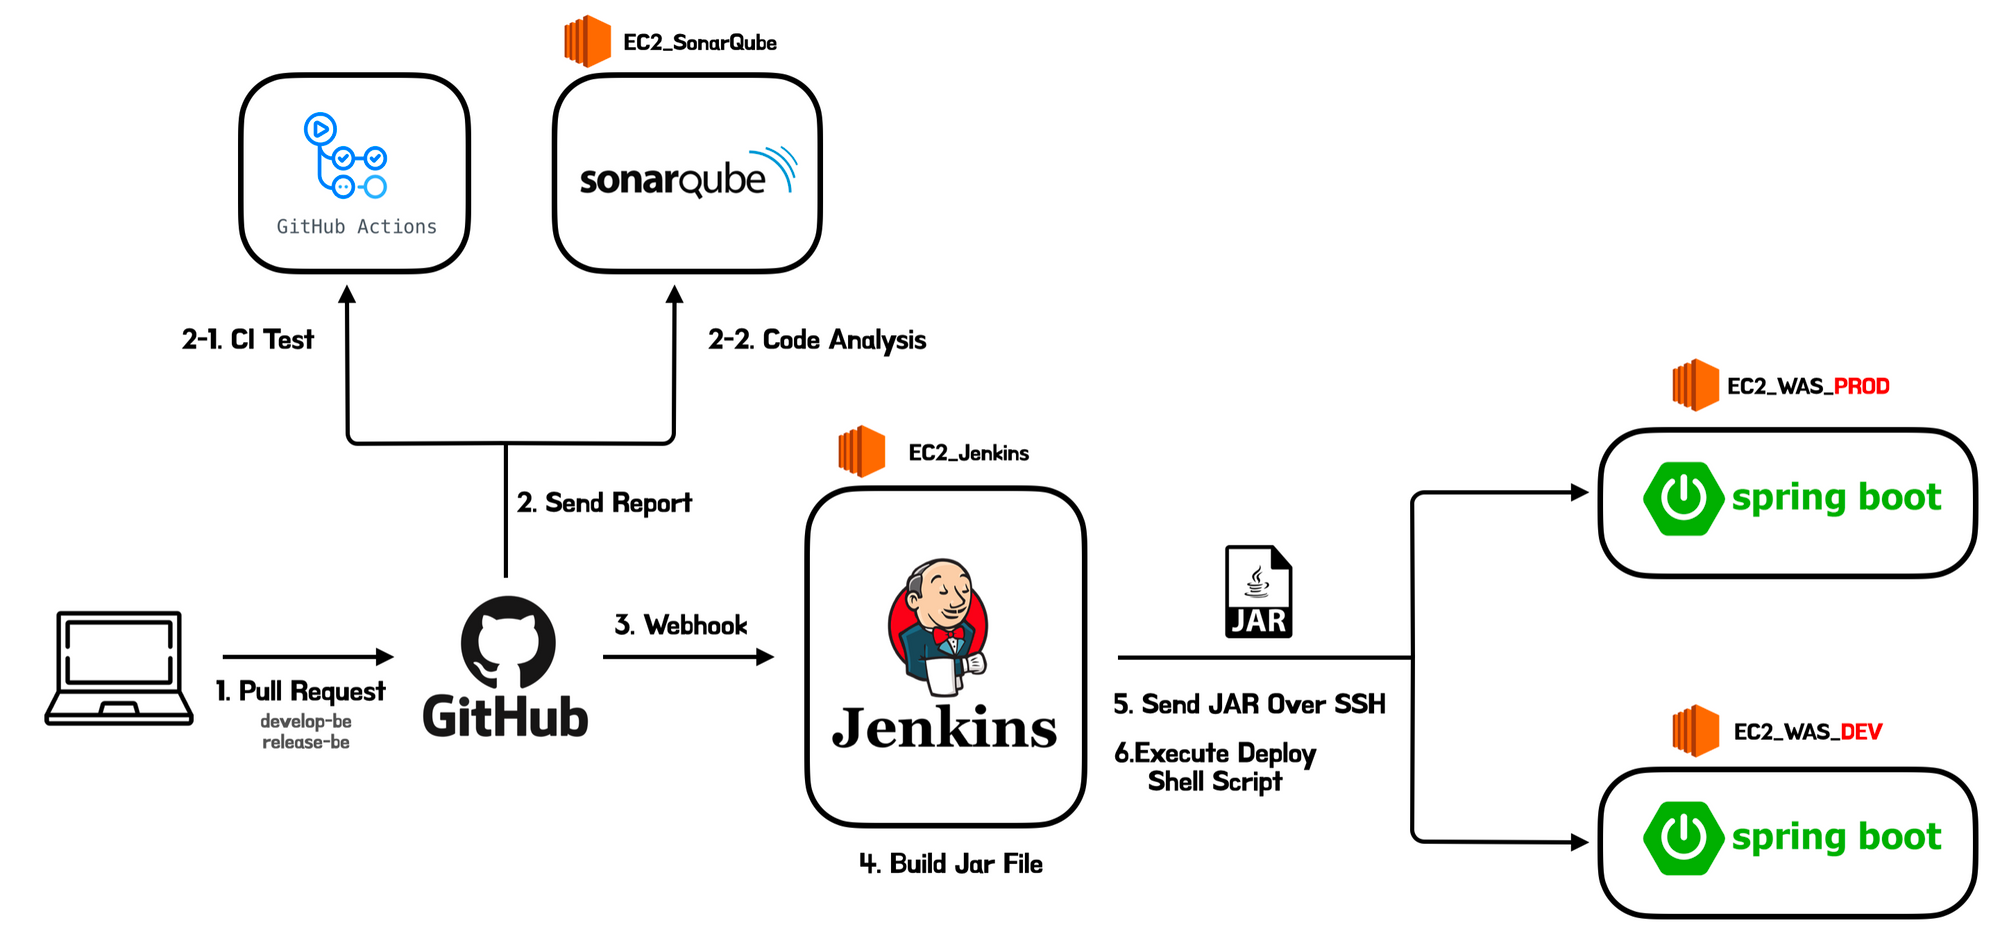 EC2_SonarQube
GitHub Actions
sonarqube
2-1. CI Test
2-2. Code Analysis
2. Send Report
EC2_Jenkins
EC2_WAS_PROD
spring boot
3. Webhook
JAR
1. Pull Request
develop-be
release-be
GitHub
Jenkins
5. Send JAR Over SSH
6.Execute Deploy
Shell Script
EC2_WAS_DEV
spring boot
4. Build Jar File